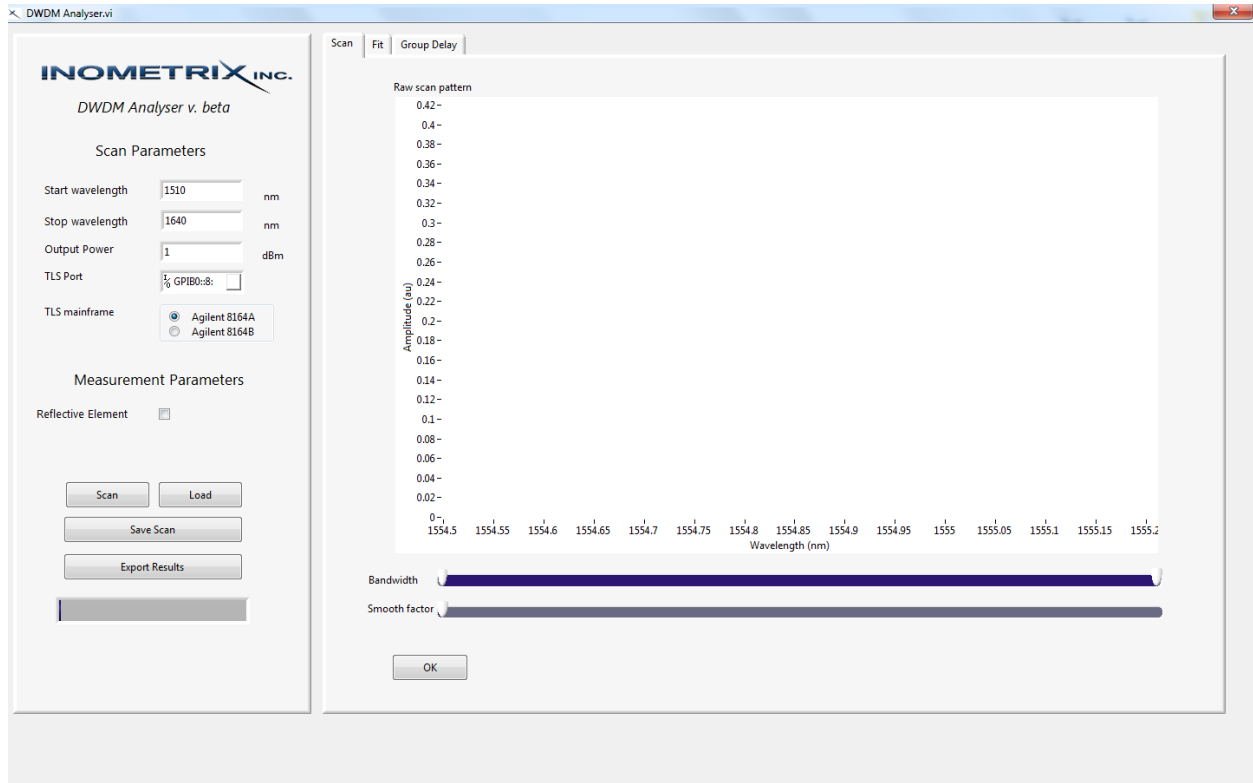 DWDM Analyser.vi
INOMETRIX INC.
DWDM Analyser v. beta
Scan Parameters
Start wavelength 1510 nm
Stop wavelength 1640 nm
Output Power 1 dBm
TLS Port I/O GPIB0::8:
TLS mainframe Agilent 8164A
Agilent 8164B
Measurement Parameters
Reflective Element
Scan Load
Save Scan
Export Results
Scan Fit Group Delay
Raw scan pattern
Amplitude (au)
0.42
0.4
0.38
0.36
0.34
0.32
0.3
0.28
0.26
0.24
0.22
0.2
0.18
0.16
0.14
0.12
0.1
0.08
0.06
0.04
0.02
0
1554.5 1554.55 1554.6 1554.65 1554.7 1554.75 1554.8 1554.85 1554.9 1554.95 1555 1555.05 1555.1 1555.15 1555.2
Wavelength (nm)
Bandwidth
Smooth factor
OK